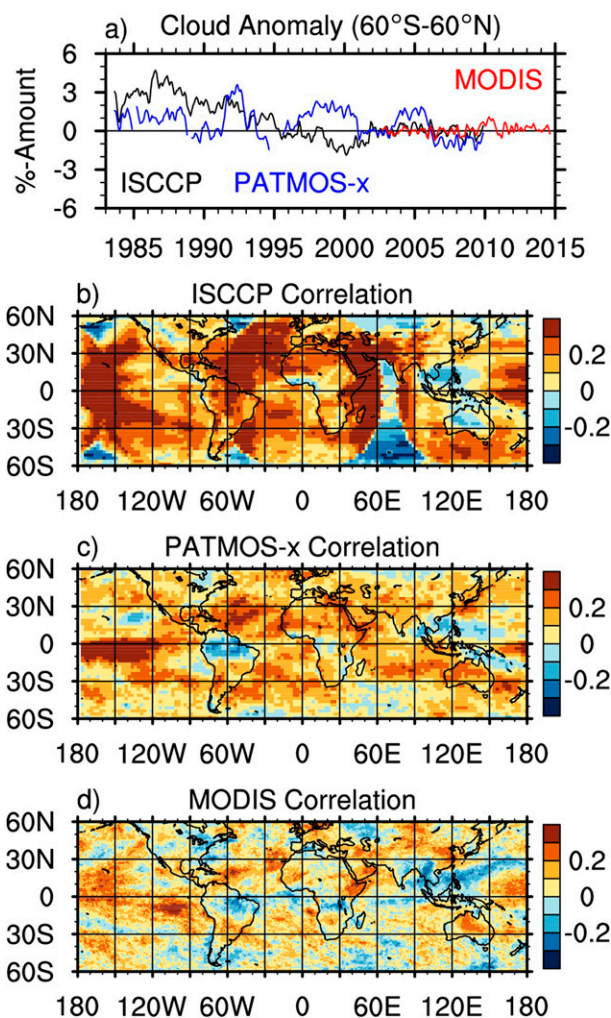 a) Cloud Anomaly (60°S-60°N)
6
MODIS
3
%-Amount
0
-3
ISCCP PATMOS-x
-6
1985 1990 1995 2000 2005 2010 2015
b) ISCCP Correlation
60N
30N
0.2
0
0
30S
-0.2
60S
180 120W 60W 0 60E 120E 180
c) PATMOS-x Correlation
60N
30N
0.2
0
0
30S
-0.2
60S
180 120W 60W 0 60E 120E 180
d) MODIS Correlation
60N
30N
0.2
0
0
30S
-0.2
60S
180 120W 60W 0 60E 120E 180